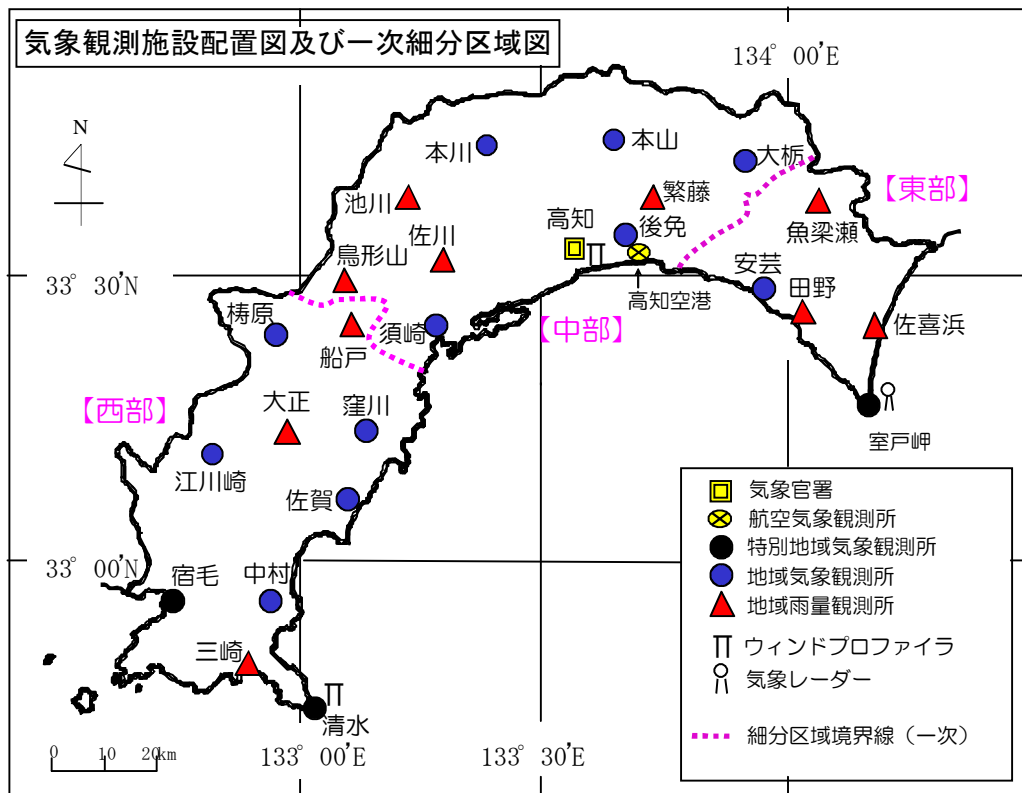 気象観測施設配置図及び一次細分区域図
134° 00′E
N
本川
本山
大栃
【東部】
池川
繁藤
魚梁瀬
佐川
高知
後免
鳥形山
安芸
33° 30′N
高知空港
田野
梼原
須崎
【中部】
佐喜浜
船戸
【西部】
大正
窪川
室戸岬
江川崎
佐賀
気象官署
航空気象観測所
特別地域気象観測所
地域気象観測所
地域雨量観測所
ウィンドプロファイラ
気象レーダー
細分区域境界線（一次）
33° 00′N
宿毛
中村
三崎
清水
0 10 20km
133° 00′E
133° 30′E